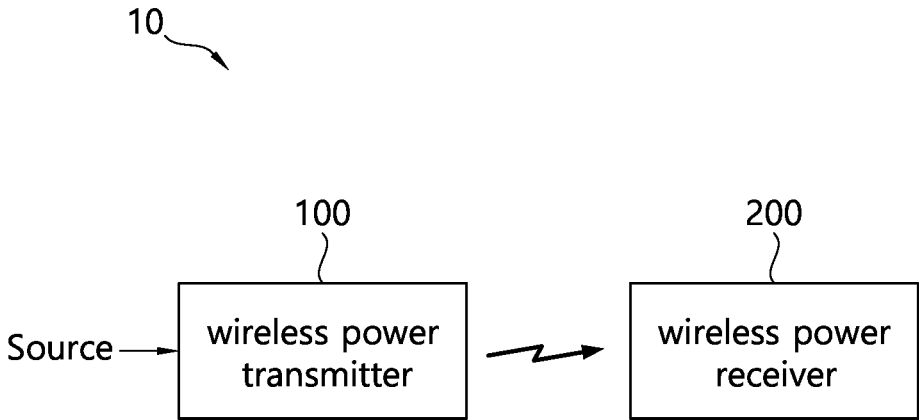 10
100
200
Source
wireless power
transmitter
wireless power
receiver